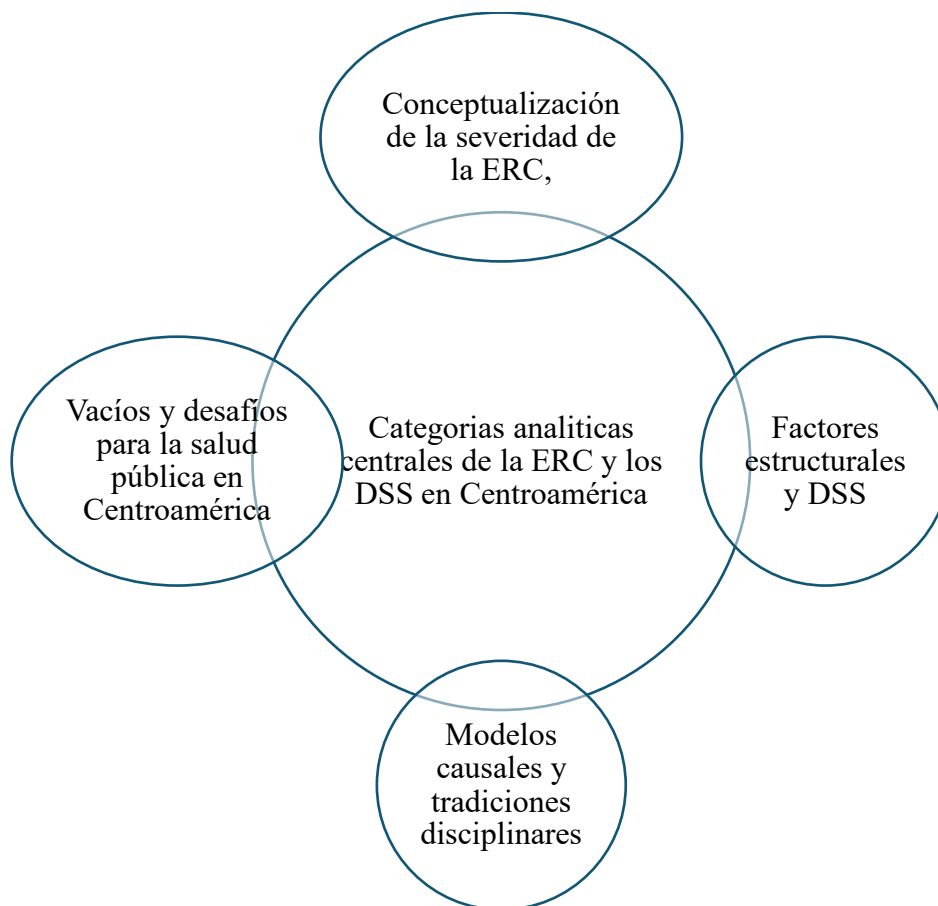 Conceptualización
de la severidad de
la ERC,
Vacíos y desafíos
para la salud
pública en
Centroamérica
Categorias analiticas
centrales de la ERC y los
DSS en Centroamérica
Factores
estructurales
y DSS
Modelos
causales y
tradiciones
disciplinares